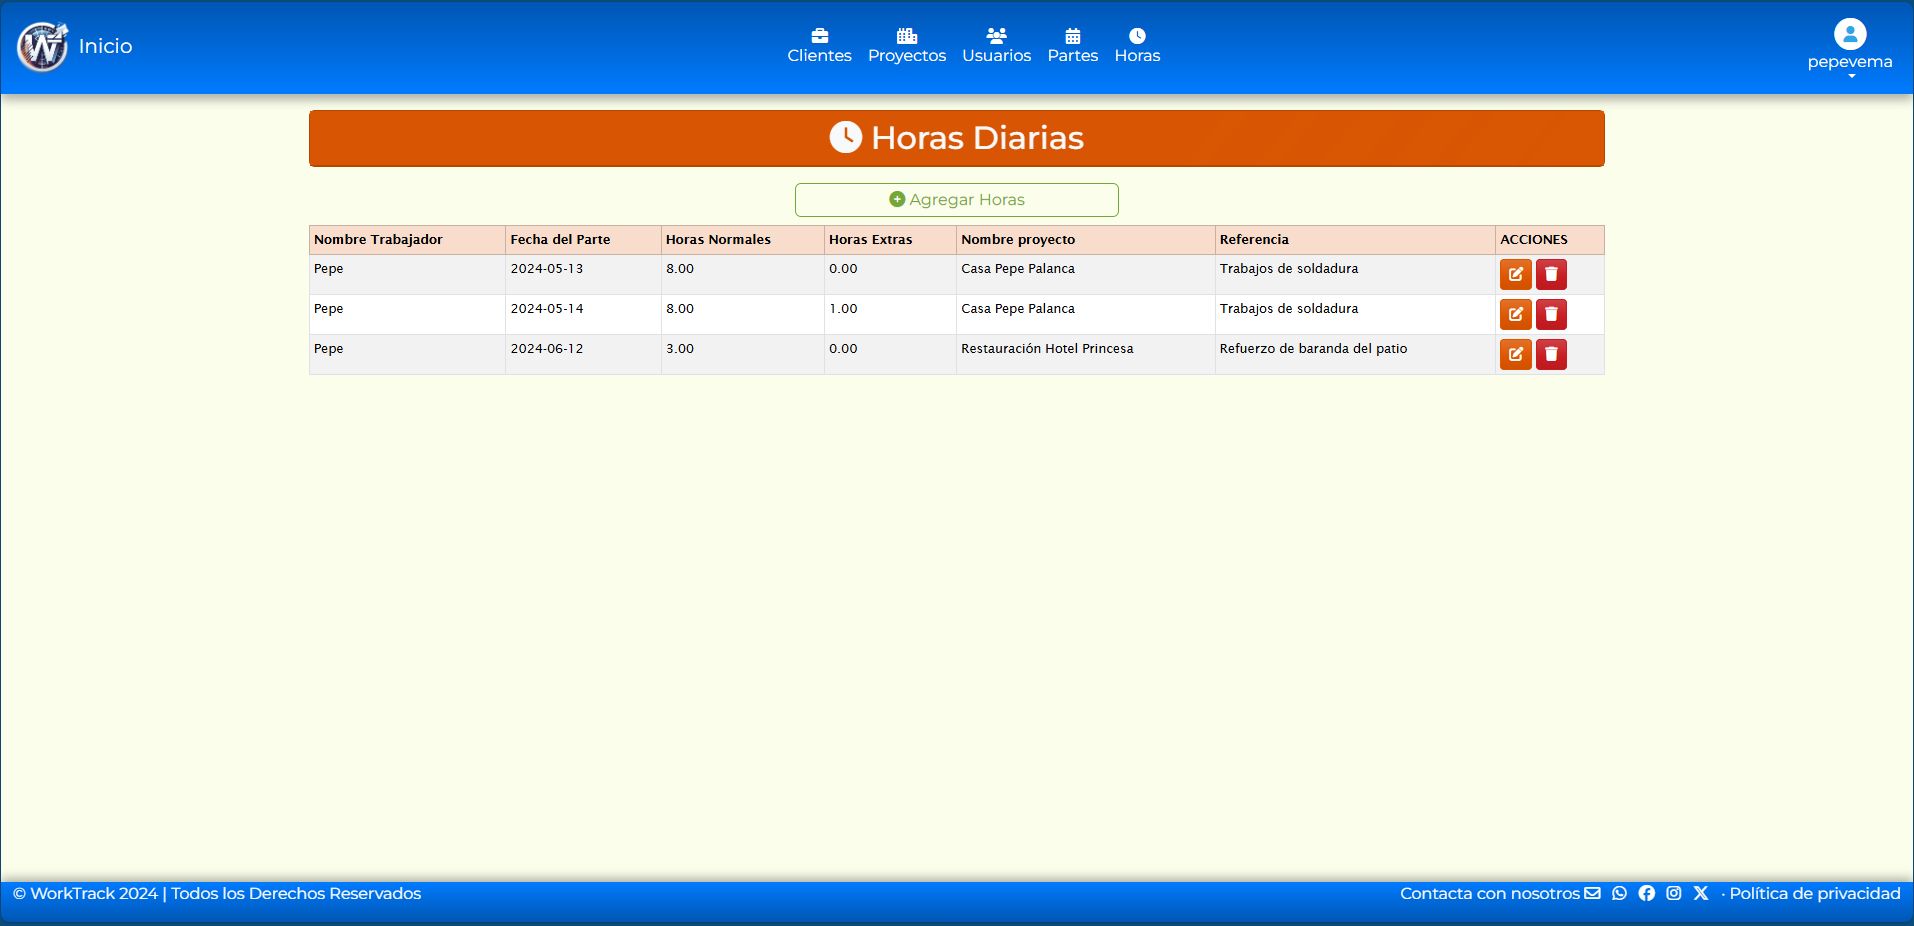 Inicio
Clientes Proyectos Usuarios Partes Horas
pepevema
Horas Diarias
Agregar Horas
Nombre Trabajador Fecha del Parte Horas Normales Horas Extras Nombre proyecto Referencia ACCIONES
Pepe 2024-05-13 8.00 0.00 Casa Pepe Palanca Trabajos de soldadura
Pepe 2024-05-14 8.00 1.00 Casa Pepe Palanca Trabajos de soldadura
Pepe 2024-06-12 3.00 0.00 Restauración Hotel Princesa Refuerzo de baranda del patio
© WorkTrack 2024 | Todos los Derechos Reservados
Contacta con nosotros · Política de privacidad